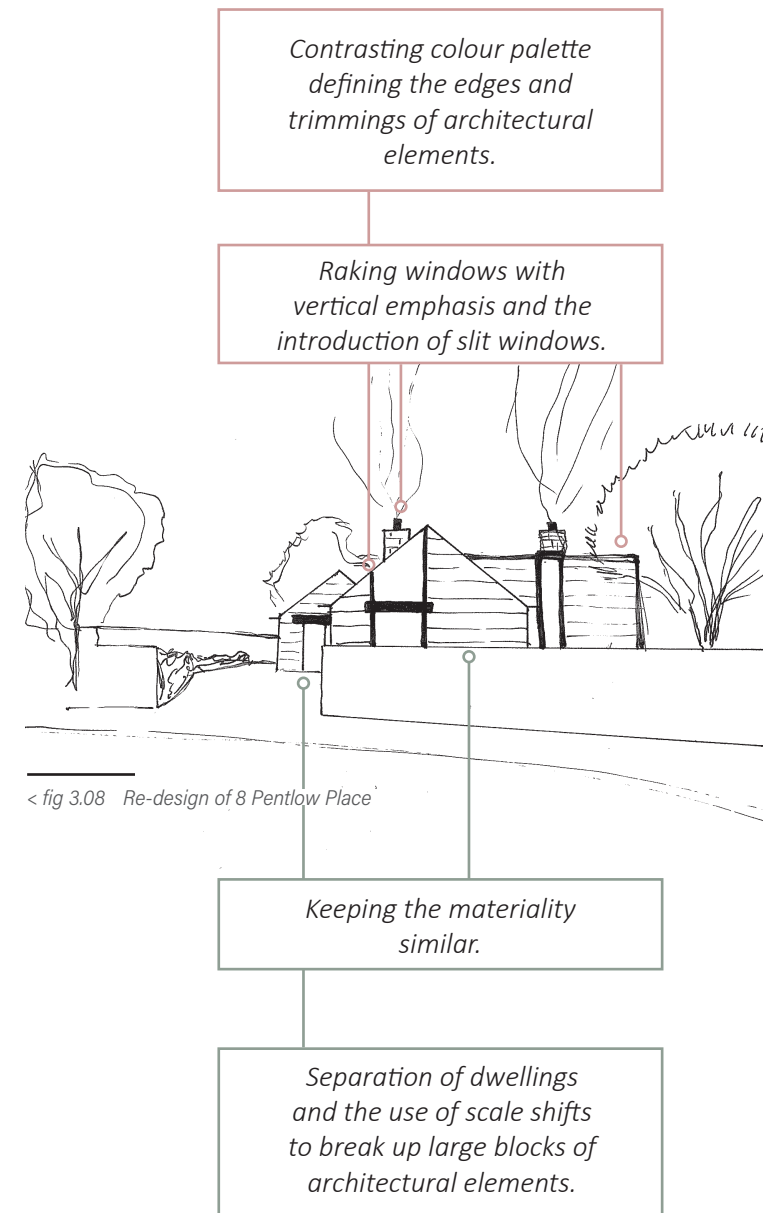 Contrasting colour palette
defining the edges and
trimmings of architectural
elements.
Raking windows with
vertical emphasis and the
introduction of slit windows.
< fig 3.08 Re-design of 8 Pentlow Place
Keeping the materiality
similar.
Separation of dwellings
and the use of scale shifts
to break up large blocks of
architectural elements.